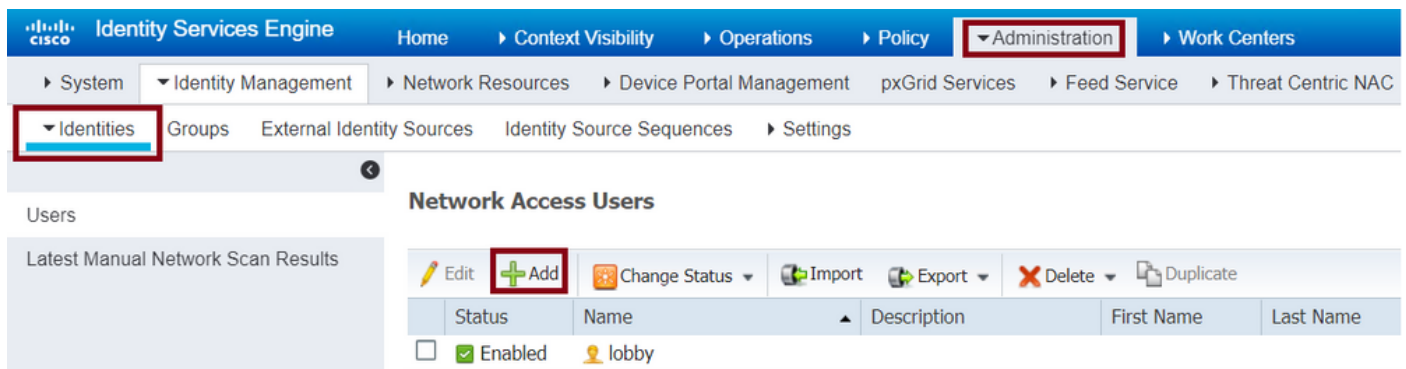 cisco Identity Services Engine Home Context Visibility Operations Policy Administration Work Centers
System Identity Management Network Resources Device Portal Management pxGrid Services Feed Service Threat Centric NAC
Identities Groups External Identity Sources Identity Source Sequences Settings
Users
Latest Manual Network Scan Results
Network Access Users
Edit Add Change Status Import Export Delete Duplicate
Status Name Description First Name Last Name
Enabled lobby